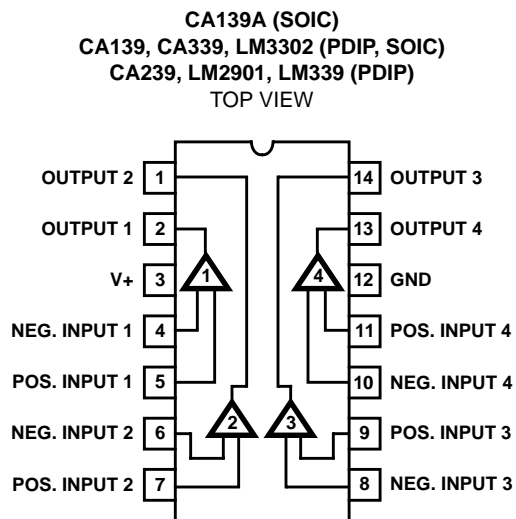 CA139A (SOIC)
CA139, CA339, LM3302 (PDIP, SOIC)
CA239, LM2901, LM339 (PDIP)
TOP VIEW
OUTPUT 2 1 14 OUTPUT 3
OUTPUT 1 2 13 OUTPUT 4
V+ 3 1 4 12 GND
NEG. INPUT 1 4 11 POS. INPUT 4
POS. INPUT 1 5 10 NEG. INPUT 4
NEG. INPUT 2 6 2 3 9 POS. INPUT 3
POS. INPUT 2 7 8 NEG. INPUT 3